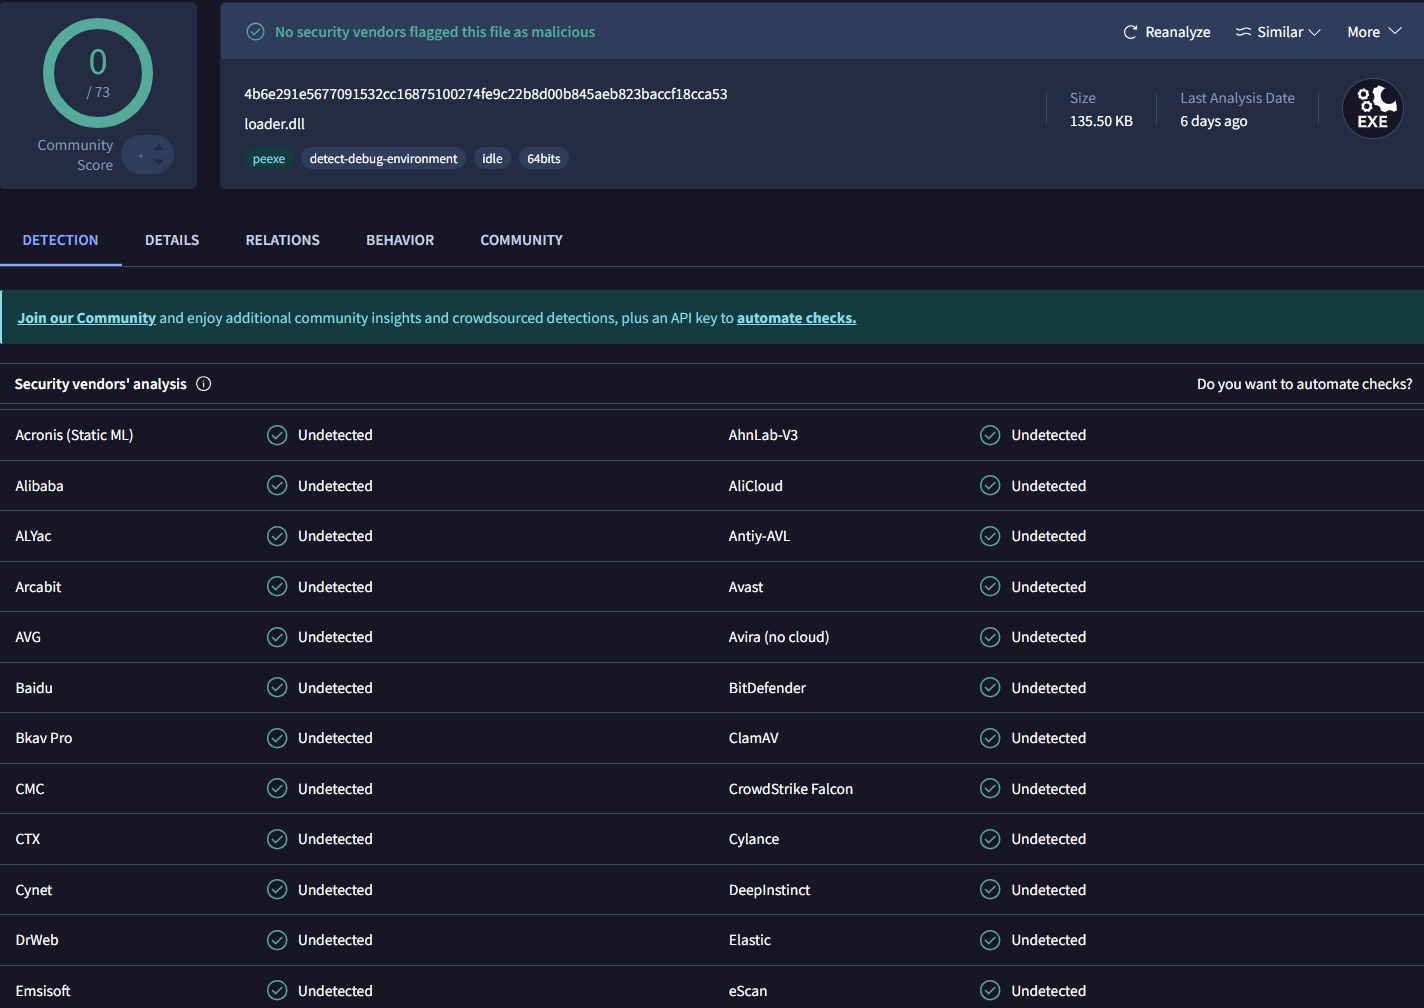 0
/ 73
Community
Score
No security vendors flagged this file as malicious
Reanalyze
Similar
More
4b6e291e5677091532cc16875100274fe9c22b8d00b845aeb823baccf18cca53
loader.dll
peexe
detect-debug-environment
idle
64bits
Size
135.50 KB
Last Analysis Date
6 days ago
EXE
DETECTION
DETAILS
RELATIONS
BEHAVIOR
COMMUNITY
Join our Community and enjoy additional community insights and crowdsourced detections, plus an API key to automate checks.
Security vendors' analysis
Do you want to automate checks?
Acronis (Static ML) Undetected AhnLab-V3 Undetected
Alibaba Undetected AliCloud Undetected
ALYac Undetected Antiy-AVL Undetected
Arcabit Undetected Avast Undetected
AVG Undetected Avira (no cloud) Undetected
Baidu Undetected BitDefender Undetected
Bkav Pro Undetected ClamAV Undetected
CMC Undetected CrowdStrike Falcon Undetected
CTX Undetected Cylance Undetected
Cynet Undetected DeepInstinct Undetected
DrWeb Undetected Elastic Undetected
Emsisoft Undetected eScan Undetected